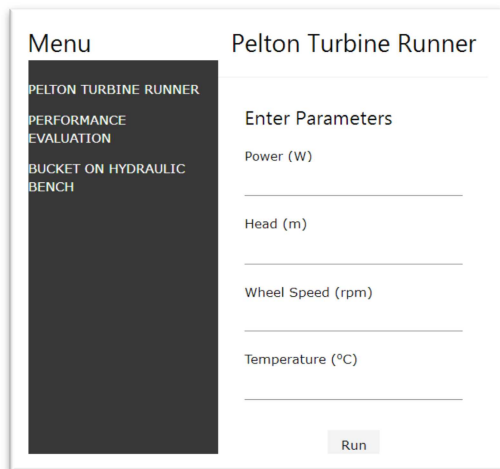 Menu
PELTON TURBINE RUNNER
PERFORMANCE
EVALUATION
BUCKET ON HYDRAULIC
BENCH
Pelton Turbine Runner
Enter Parameters
Power (W)
Head (m)
Wheel Speed (rpm)
Temperature (°C)
Run